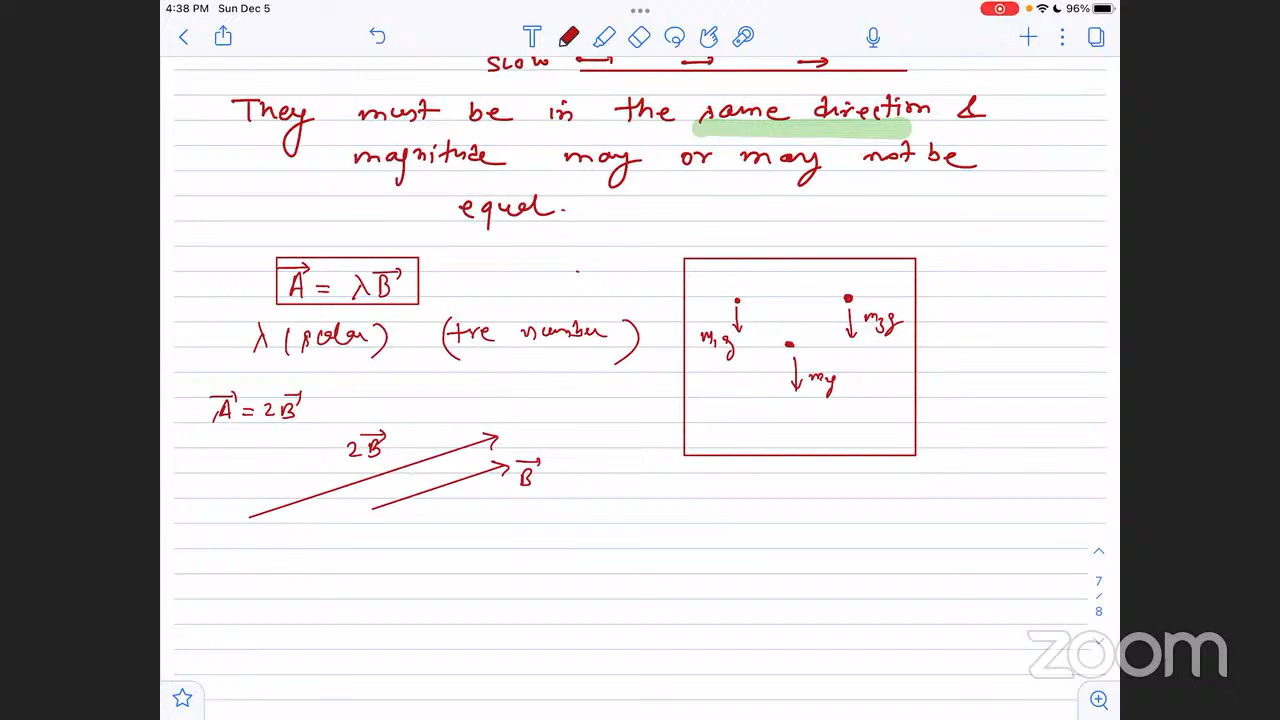 4:38 PM Sun Dec 5
96%
SLOW
They must be in the same direction &
magnitude may or may not be
equal.
A⃗ = λB⃗
λ (scalar) (+ve number)
m₁g
m₃g
mg
A⃗ = 2B⃗
2B⃗
B⃗
7
/
8
zoom